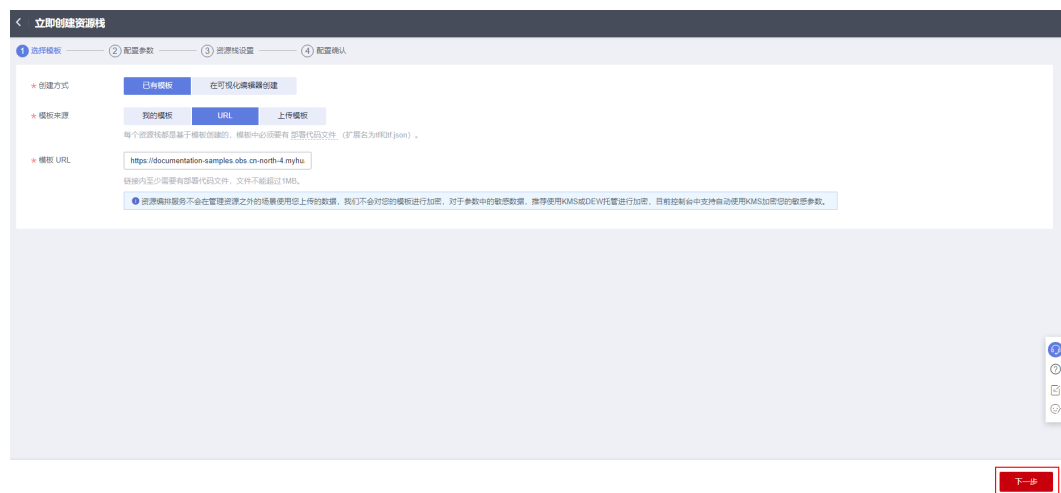 立即创建资源栈
1 选择模板 2 配置参数 3 资源栈设置 4 配置确认
* 创建方式 已有模板 在可视化编辑器创建
* 模板来源 我的模板 URL 上传模板
每个资源栈都是基于模板创建的，模板中必须要有 部署代码文件 （扩展名为tf和tf.json）。
* 模板 URL https://documentation-samples.obs.cn-north-4.myhu
链接内至少需要有部署代码文件，文件不能超过1MB。
资源编排服务不会在管理资源之外的场景使用您上传的数据，我们不会对您的模板进行加密，对于参数中的敏感数据，推荐使用KMS或DEW托管进行加密，目前控制台中支持自动使用KMS加密您的敏感参数。
下一步